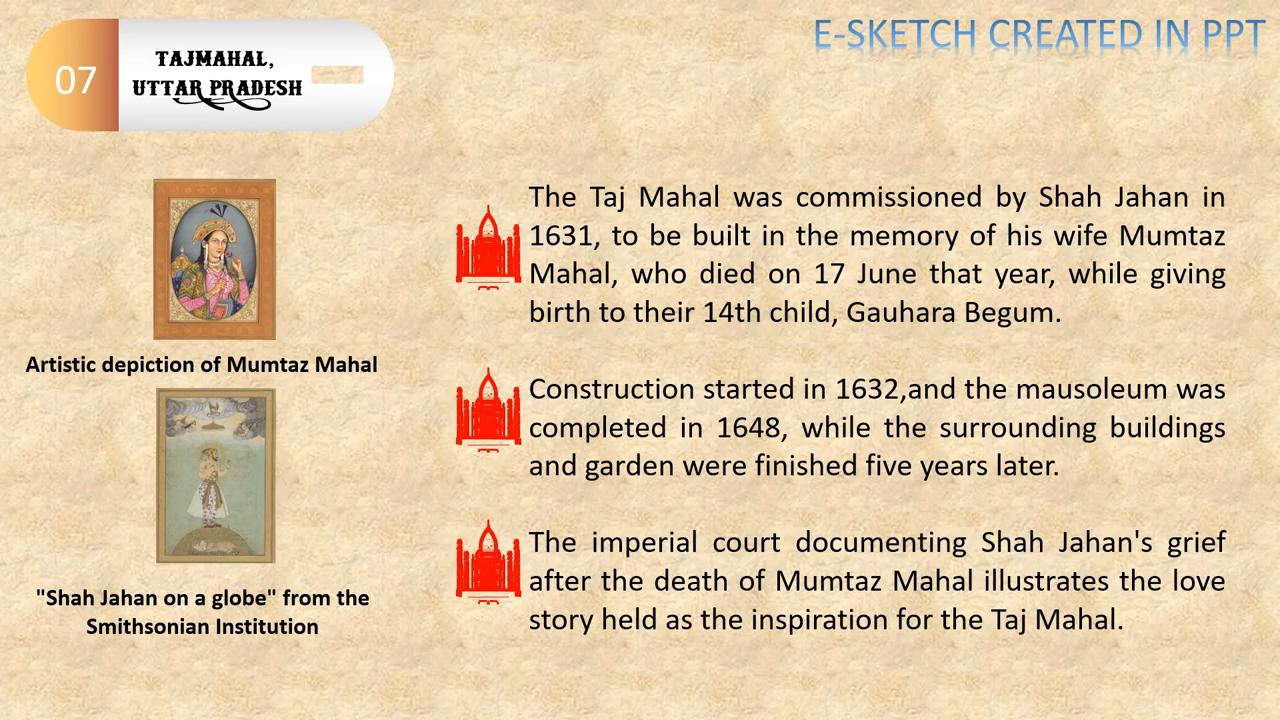 E-SKETCH CREATED IN PPT
07
TAJMAHAL,
UTTAR PRADESH
The Taj Mahal was commissioned by Shah Jahan in
1631, to be built in the memory of his wife Mumtaz
Mahal, who died on 17 June that year, while giving
birth to their 14th child, Gauhara Begum.
Artistic depiction of Mumtaz Mahal
Construction started in 1632,and the mausoleum was
completed in 1648, while the surrounding buildings
and garden were finished five years later.
The imperial court documenting Shah Jahan's grief
after the death of Mumtaz Mahal illustrates the love
story held as the inspiration for the Taj Mahal.
"Shah Jahan on a globe" from the
Smithsonian Institution